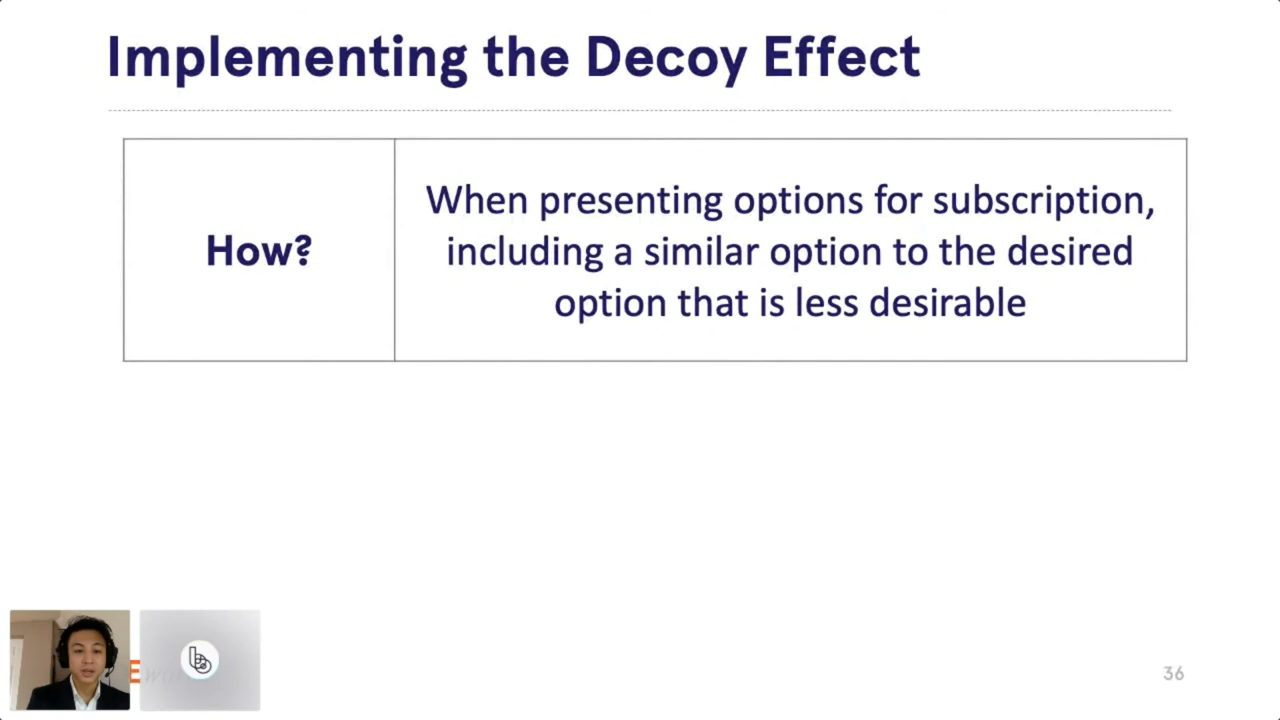 Implementing the Decoy Effect
How?
When presenting options for subscription,
including a similar option to the desired
option that is less desirable
36